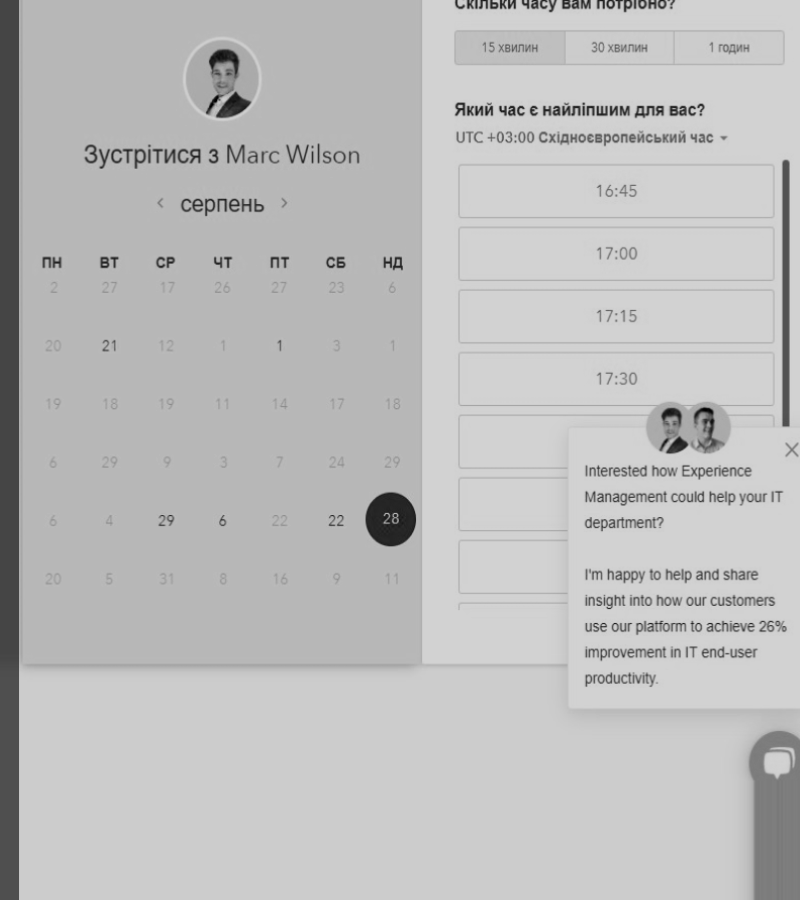 Скільки часу вам потрібно?
15 хвилин 30 хвилин 1 годин
Який час є найліпшим для вас?
UTC +03:00 Східноєвропейський час
16:45
17:00
17:15
17:30
Зустрітися з Marc Wilson
серпень
ПН ВТ СР ЧТ ПТ СБ НД
2 27 17 26 27 23 6
20 21 12 1 1 3 1
19 18 19 11 14 17 18
6 29 9 3 7 24 29
6 4 29 6 22 22 28
20 5 31 8 16 9 11
Interested how Experience
Management could help your IT
department?
I'm happy to help and share
insight into how our customers
use our platform to achieve 26%
improvement in IT end-user
productivity.